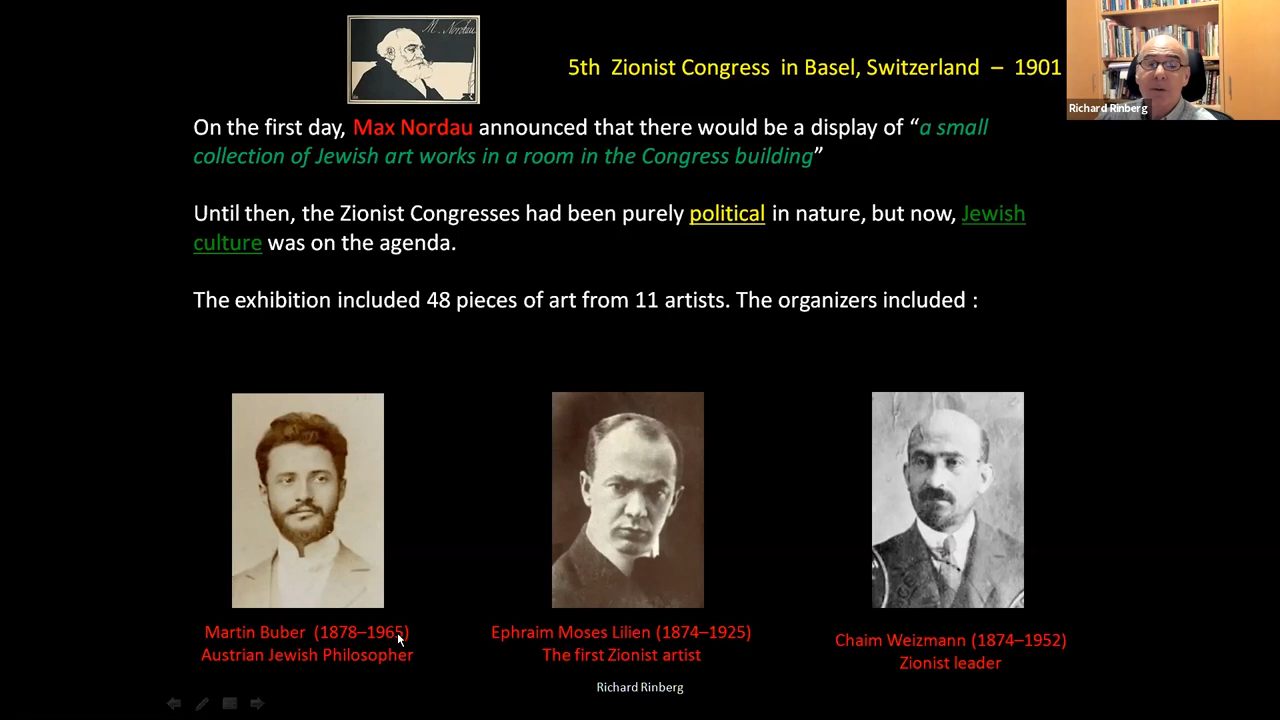 M. Nordau
5th Zionist Congress in Basel, Switzerland – 1901
Richard Rinberg
On the first day, Max Nordau announced that there would be a display of “a small
collection of Jewish art works in a room in the Congress building”
Until then, the Zionist Congresses had been purely political in nature, but now, Jewish
culture was on the agenda.
The exhibition included 48 pieces of art from 11 artists. The organizers included :
Martin Buber (1878–1965)
Austrian Jewish Philosopher
Ephraim Moses Lilien (1874–1925)
The first Zionist artist
Chaim Weizmann (1874–1952)
Zionist leader
Richard Rinberg